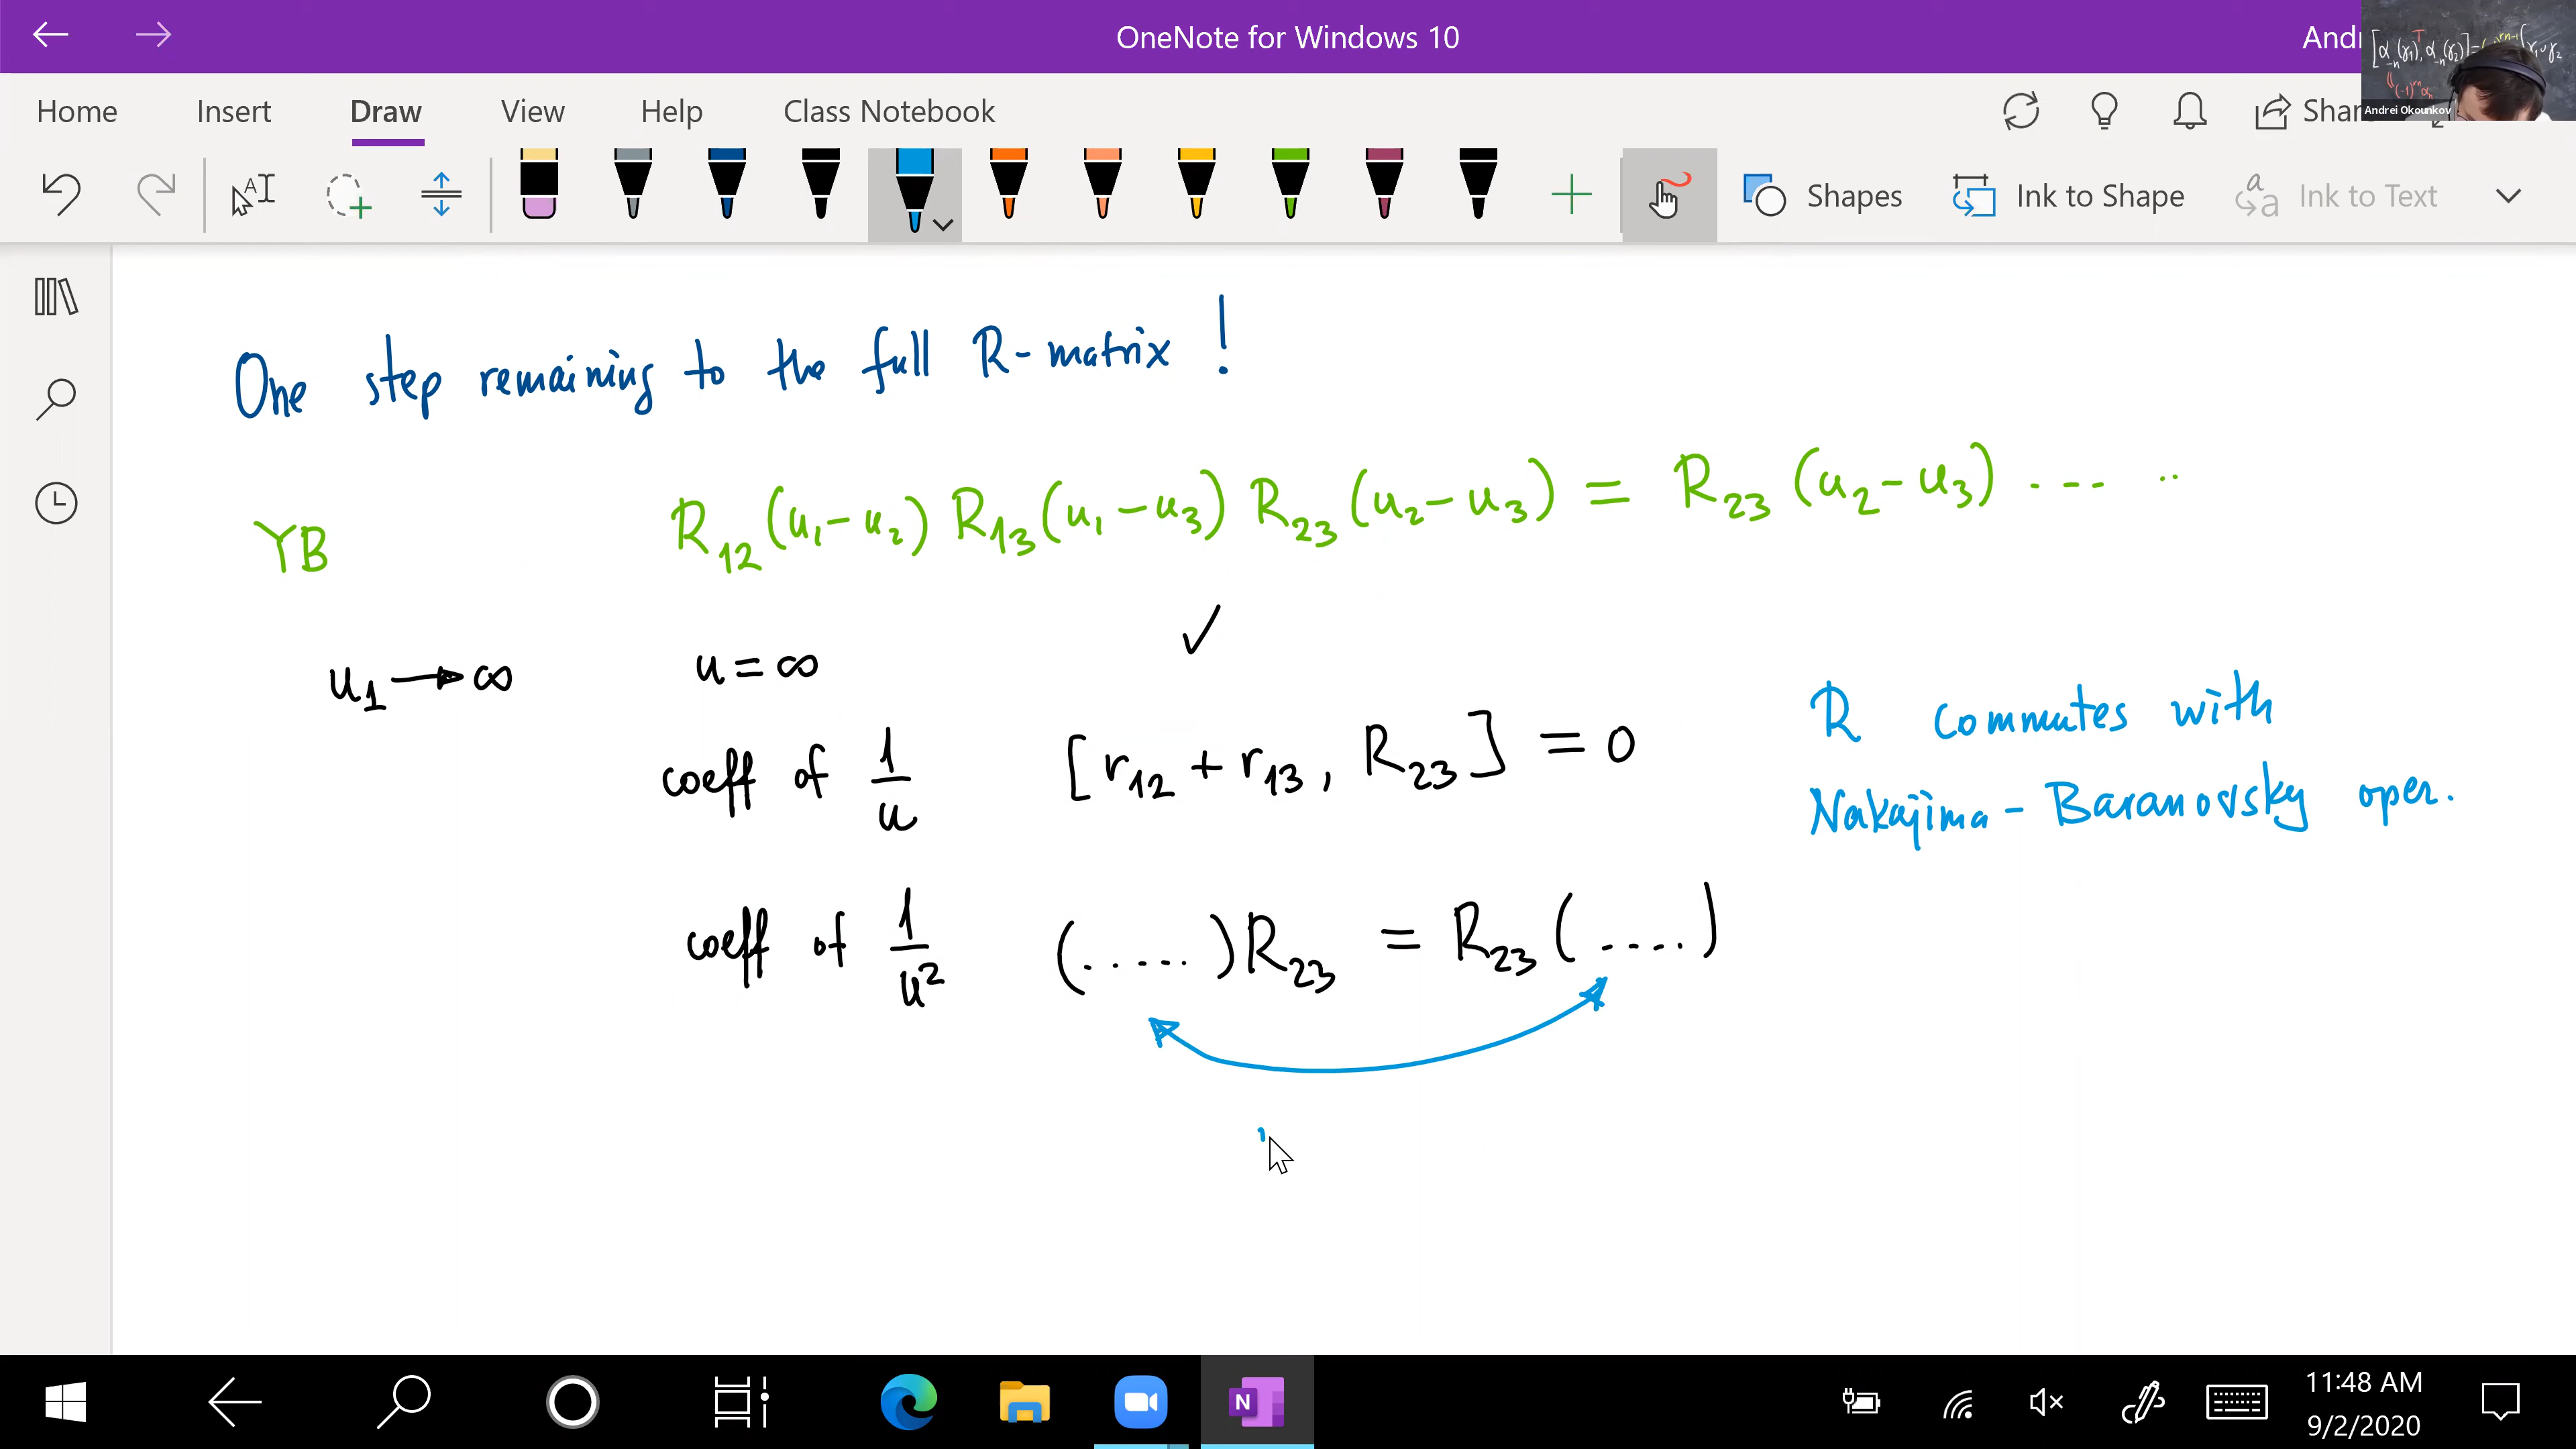 OneNote for Windows 10
Home Insert Draw View Help Class Notebook
Shapes Ink to Shape Ink to Text
Andrei Okounkov
One step remaining to the full R-matrix !
YB R₁₂ (u₁ - u₂) R₁₃ (u₁ - u₃) R₂₃ (u₂ - u₃) = R₂₃ (u₂ - u₃) .... ..
✓
u₁ → ∞ u = ∞
coeff of 1/u [r₁₂ + r₁₃, R₂₃] = 0
R commutes with
Nakajima - Baranovsky oper.
coeff of 1/u² (.....) R₂₃ = R₂₃ (....)
11:48 AM
9/2/2020